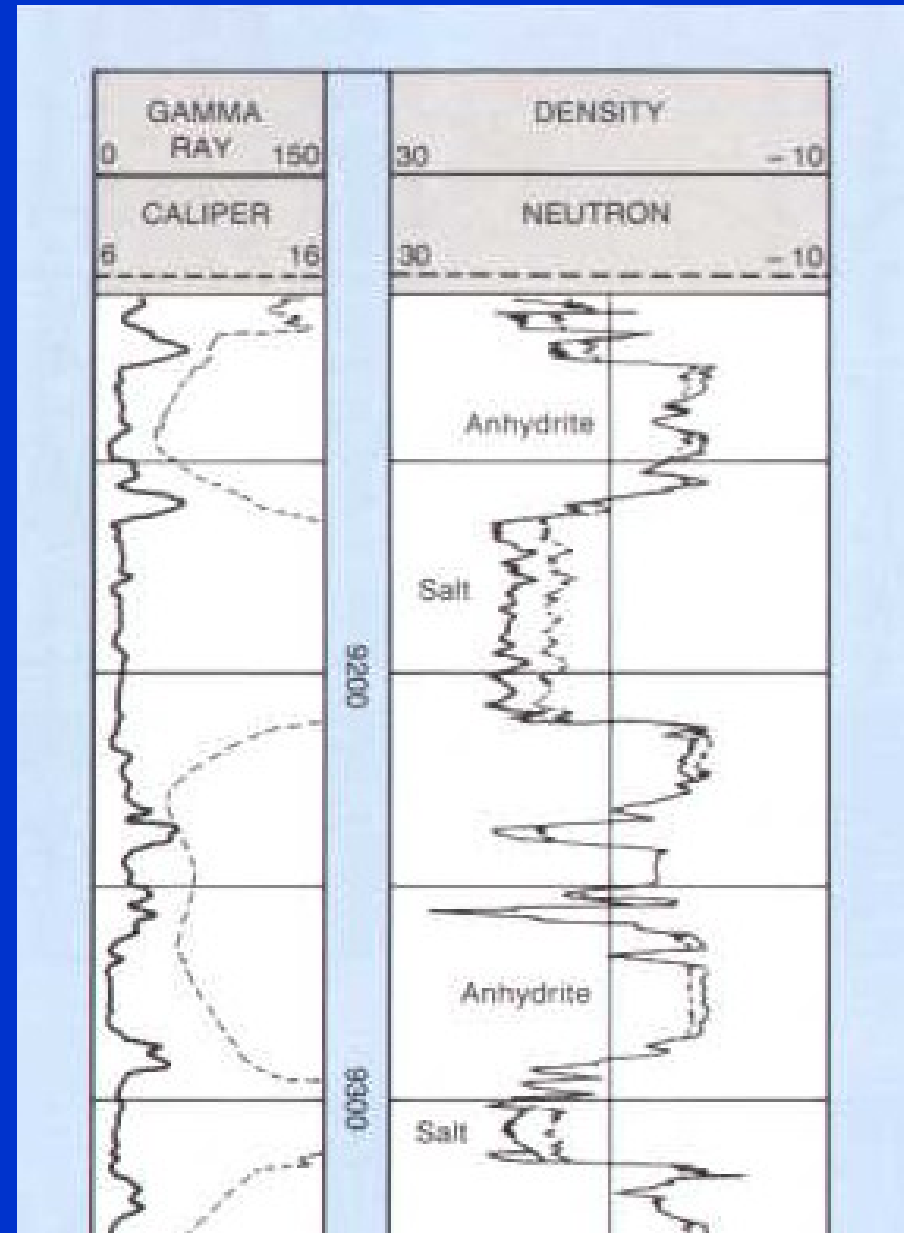 GAMMA
RAY
0 150
CALIPER
6 16
DENSITY
30 – 10
NEUTRON
30 – 10
Anhydrite
Salt
9200
Anhydrite
9300
Salt